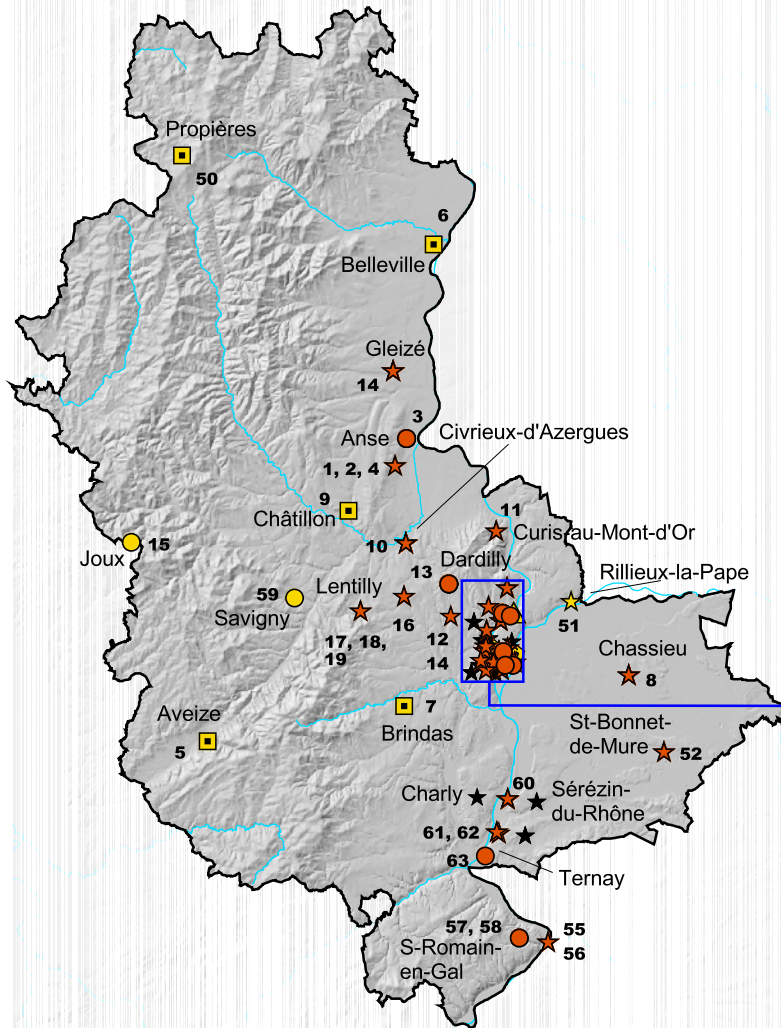 Propières
50
6
Belleville
Gleizé
14
3
Anse
Civrieux-d'Azergues
1, 2, 4
9
Châtillon
11
10
Curis-au-Mont-d'Or
Joux
15
Dardilly
13
Rillieux-la-Pape
59
Lentilly
Savigny
16
51
17, 18,
19
12
14
Chassieu
8
Aveize
5
7
Brindas
St-Bonnet-
de-Mure
52
60
Charly
Sérézin-
du-Rhône
61, 62
63
Ternay
57, 58
55
S-Romain-
en-Gal
56